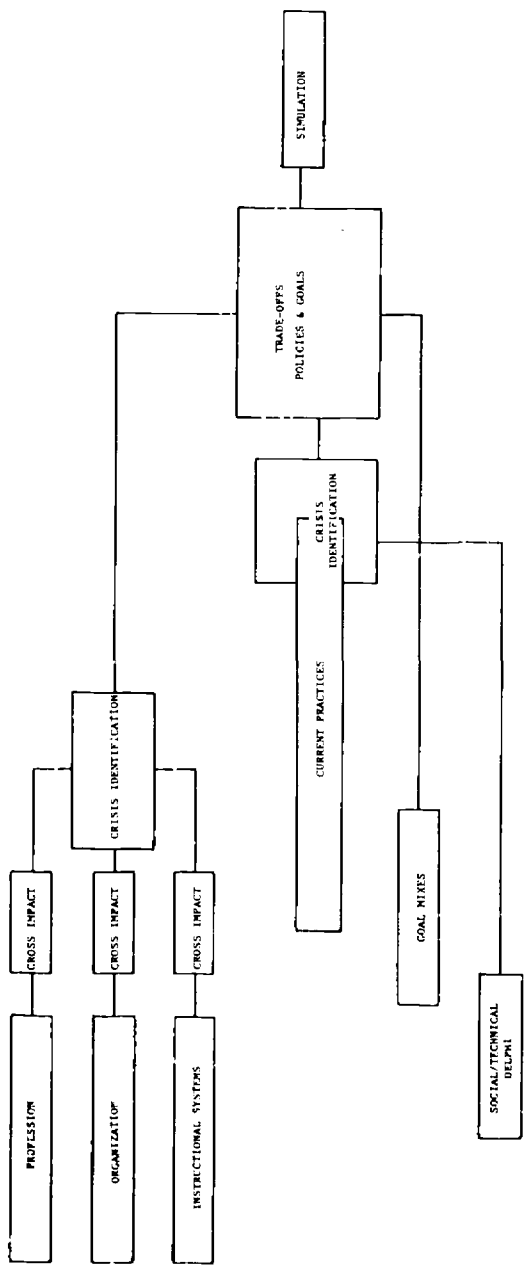 PROFESSION
CROSS IMPACT
ORGANIZATION
CROSS IMPACT
INSTRUCTIONAL SYSTEMS
CROSS IMPACT
CRISIS IDENTIFICATION
CURRENT PRACTICES
CRISIS
IDENTIFICATION
GOAL MIXES
SOCIAL/TECHNICAL
DELPHI
TRADE-OFFS
POLICIES & GOALS
SIMULATION